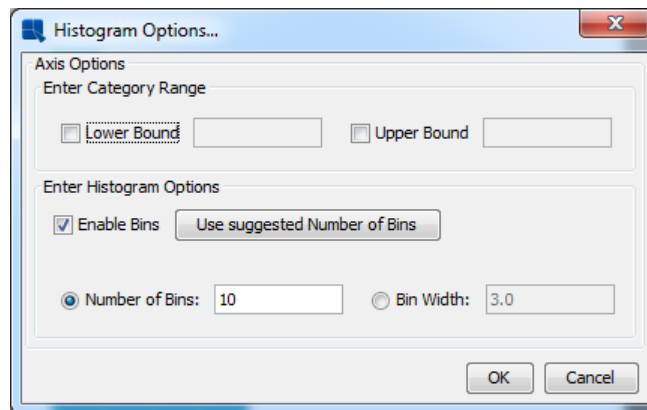 Histogram Options...
Axis Options
Enter Category Range
Lower Bound Upper Bound
Enter Histogram Options
Enable Bins Use suggested Number of Bins
Number of Bins: 10 Bin Width: 3.0
OK Cancel